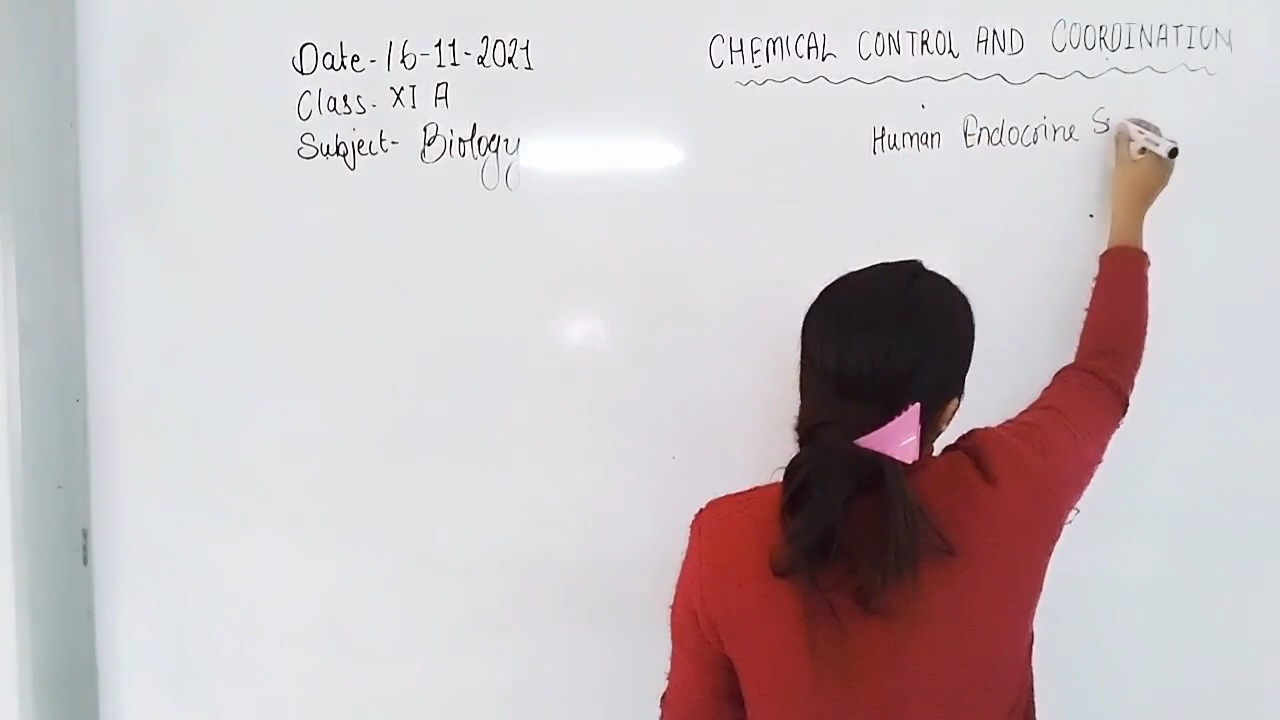 Date-16-11-2021
Class- XI A
Subject- Biology
CHEMICAL CONTROL AND COORDINATION
Human Endocrine S